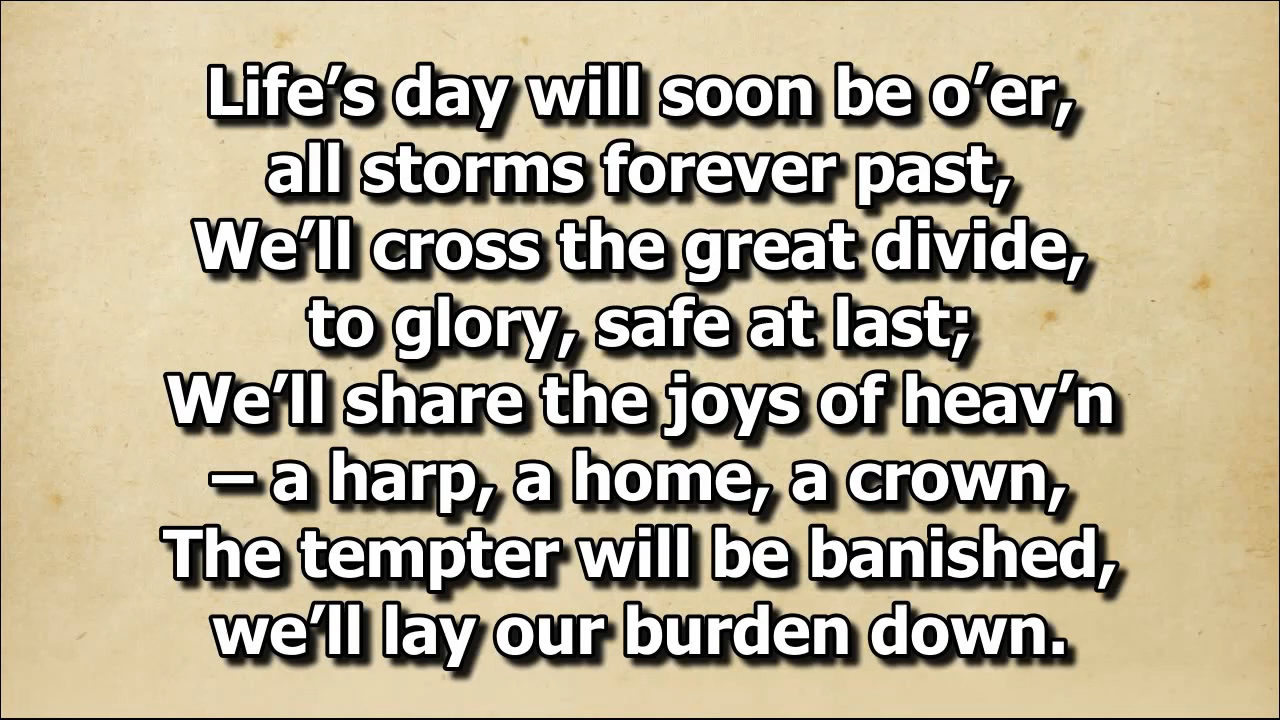 Life’s day will soon be o’er,
all storms forever past,
We’ll cross the great divide,
to glory, safe at last;
We’ll share the joys of heav’n
– a harp, a home, a crown,
The tempter will be banished,
we’ll lay our burden down.